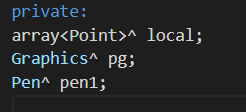 private:
array<Point>^ local;
Graphics^ pg;
Pen^ pen1;